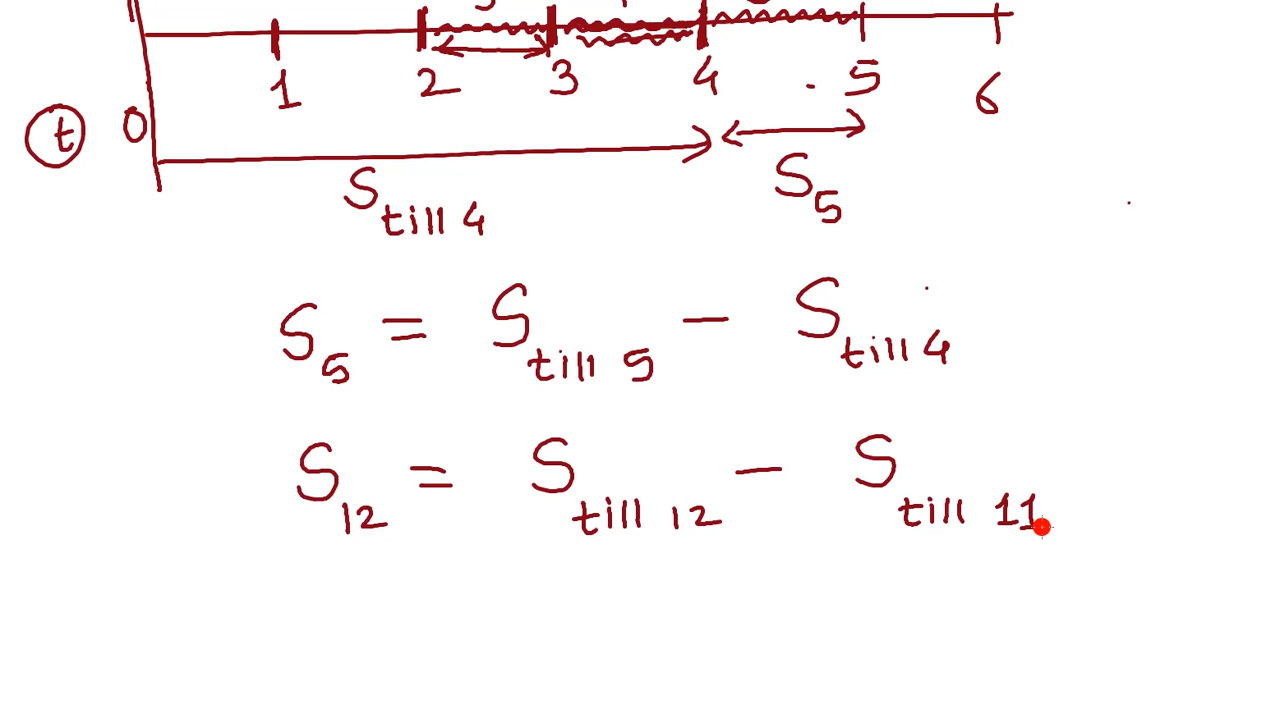 1 2 3 4 5 6
t 0
S till 4 S5
S5 = S till 5 - S till 4
S12 = S till 12 - S till 11